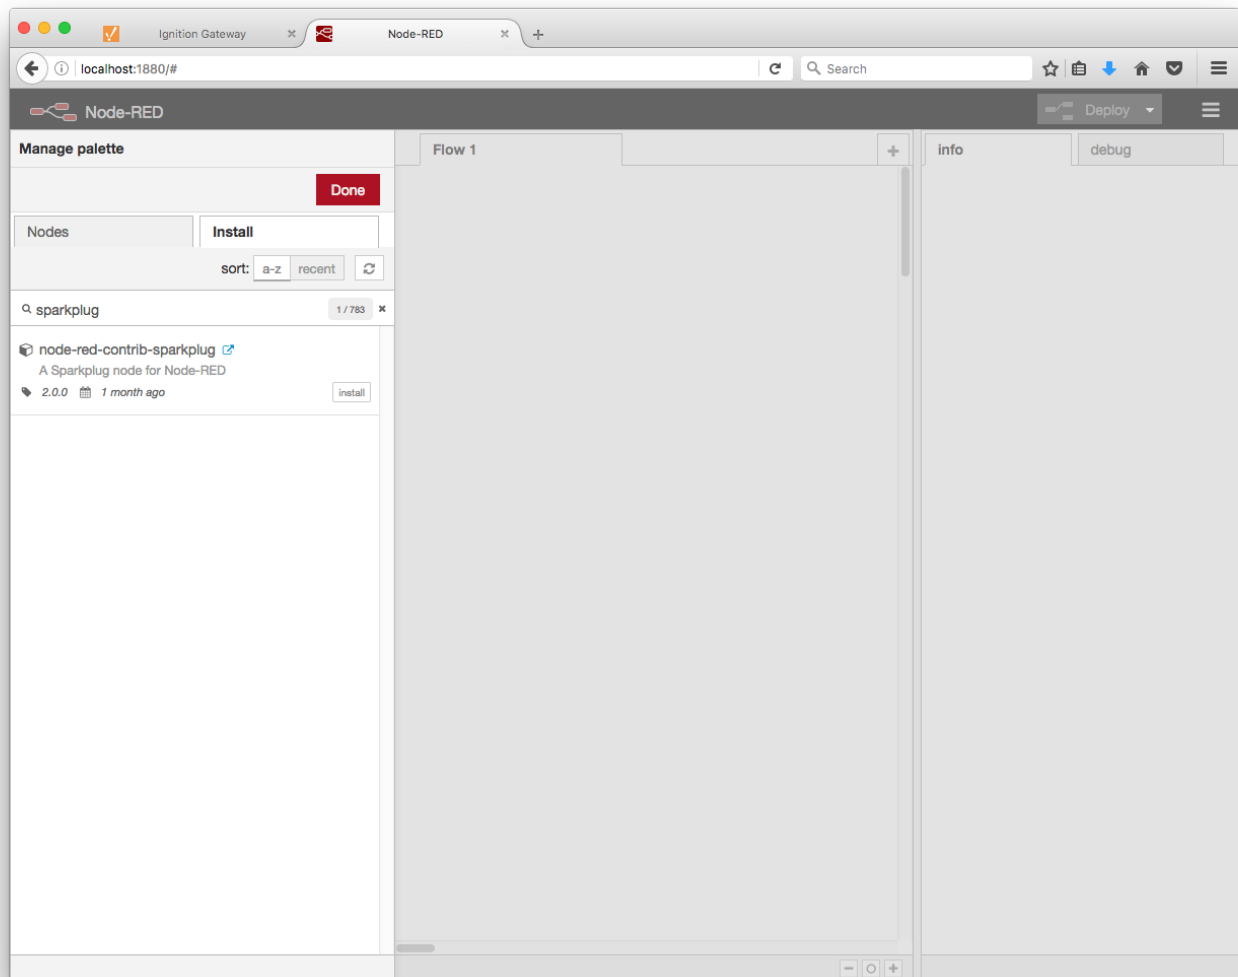 Ignition Gateway
Node-RED
localhost:1880/#
Search
Node-RED
Deploy
Manage palette
Done
Nodes
Install
sort: a-z recent
sparkplug
1 / 783
node-red-contrib-sparkplug
A Sparkplug node for Node-RED
2.0.0 1 month ago
install
Flow 1
info
debug